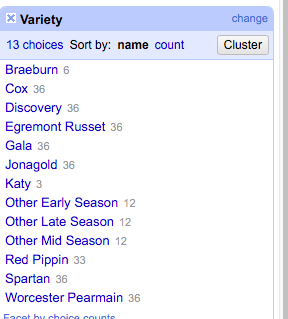 Variety change
13 choices Sort by: name count Cluster
Braeburn 6
Cox 36
Discovery 36
Egremont Russet 36
Gala 36
Jonagold 36
Katy 3
Other Early Season 12
Other Late Season 12
Other Mid Season 12
Red Pippin 33
Spartan 36
Worcester Pearmain 36
Facet by choice counts